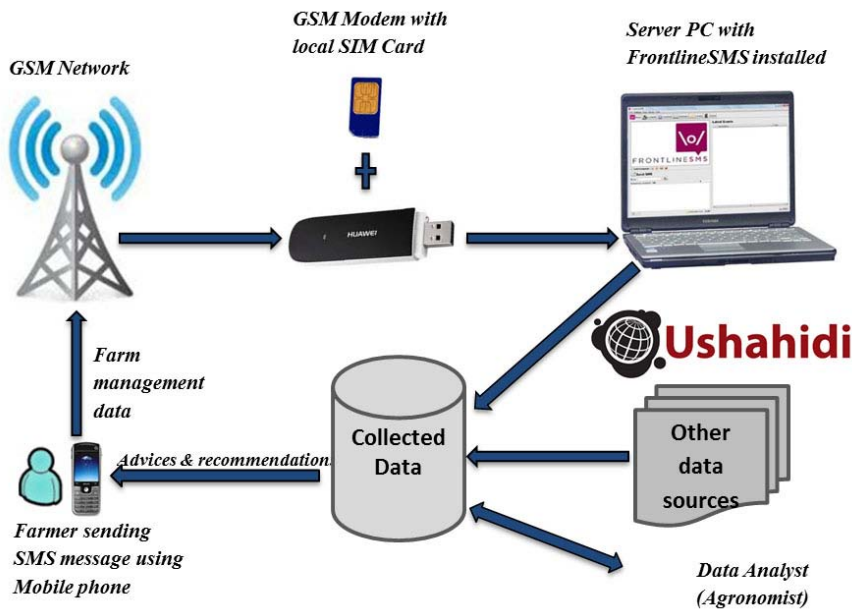 GSM Modem with
local SIM Card
Server PC with
FrontlineSMS installed
GSM Network
\o/
FRONTLINESMS
HUAWEI
Ushahidi
Farm
management
data
Collected
Data
Other
data
sources
Advices & recommendation
Farmer sending
SMS message using
Mobile phone
Data Analyst
(Agronomist)